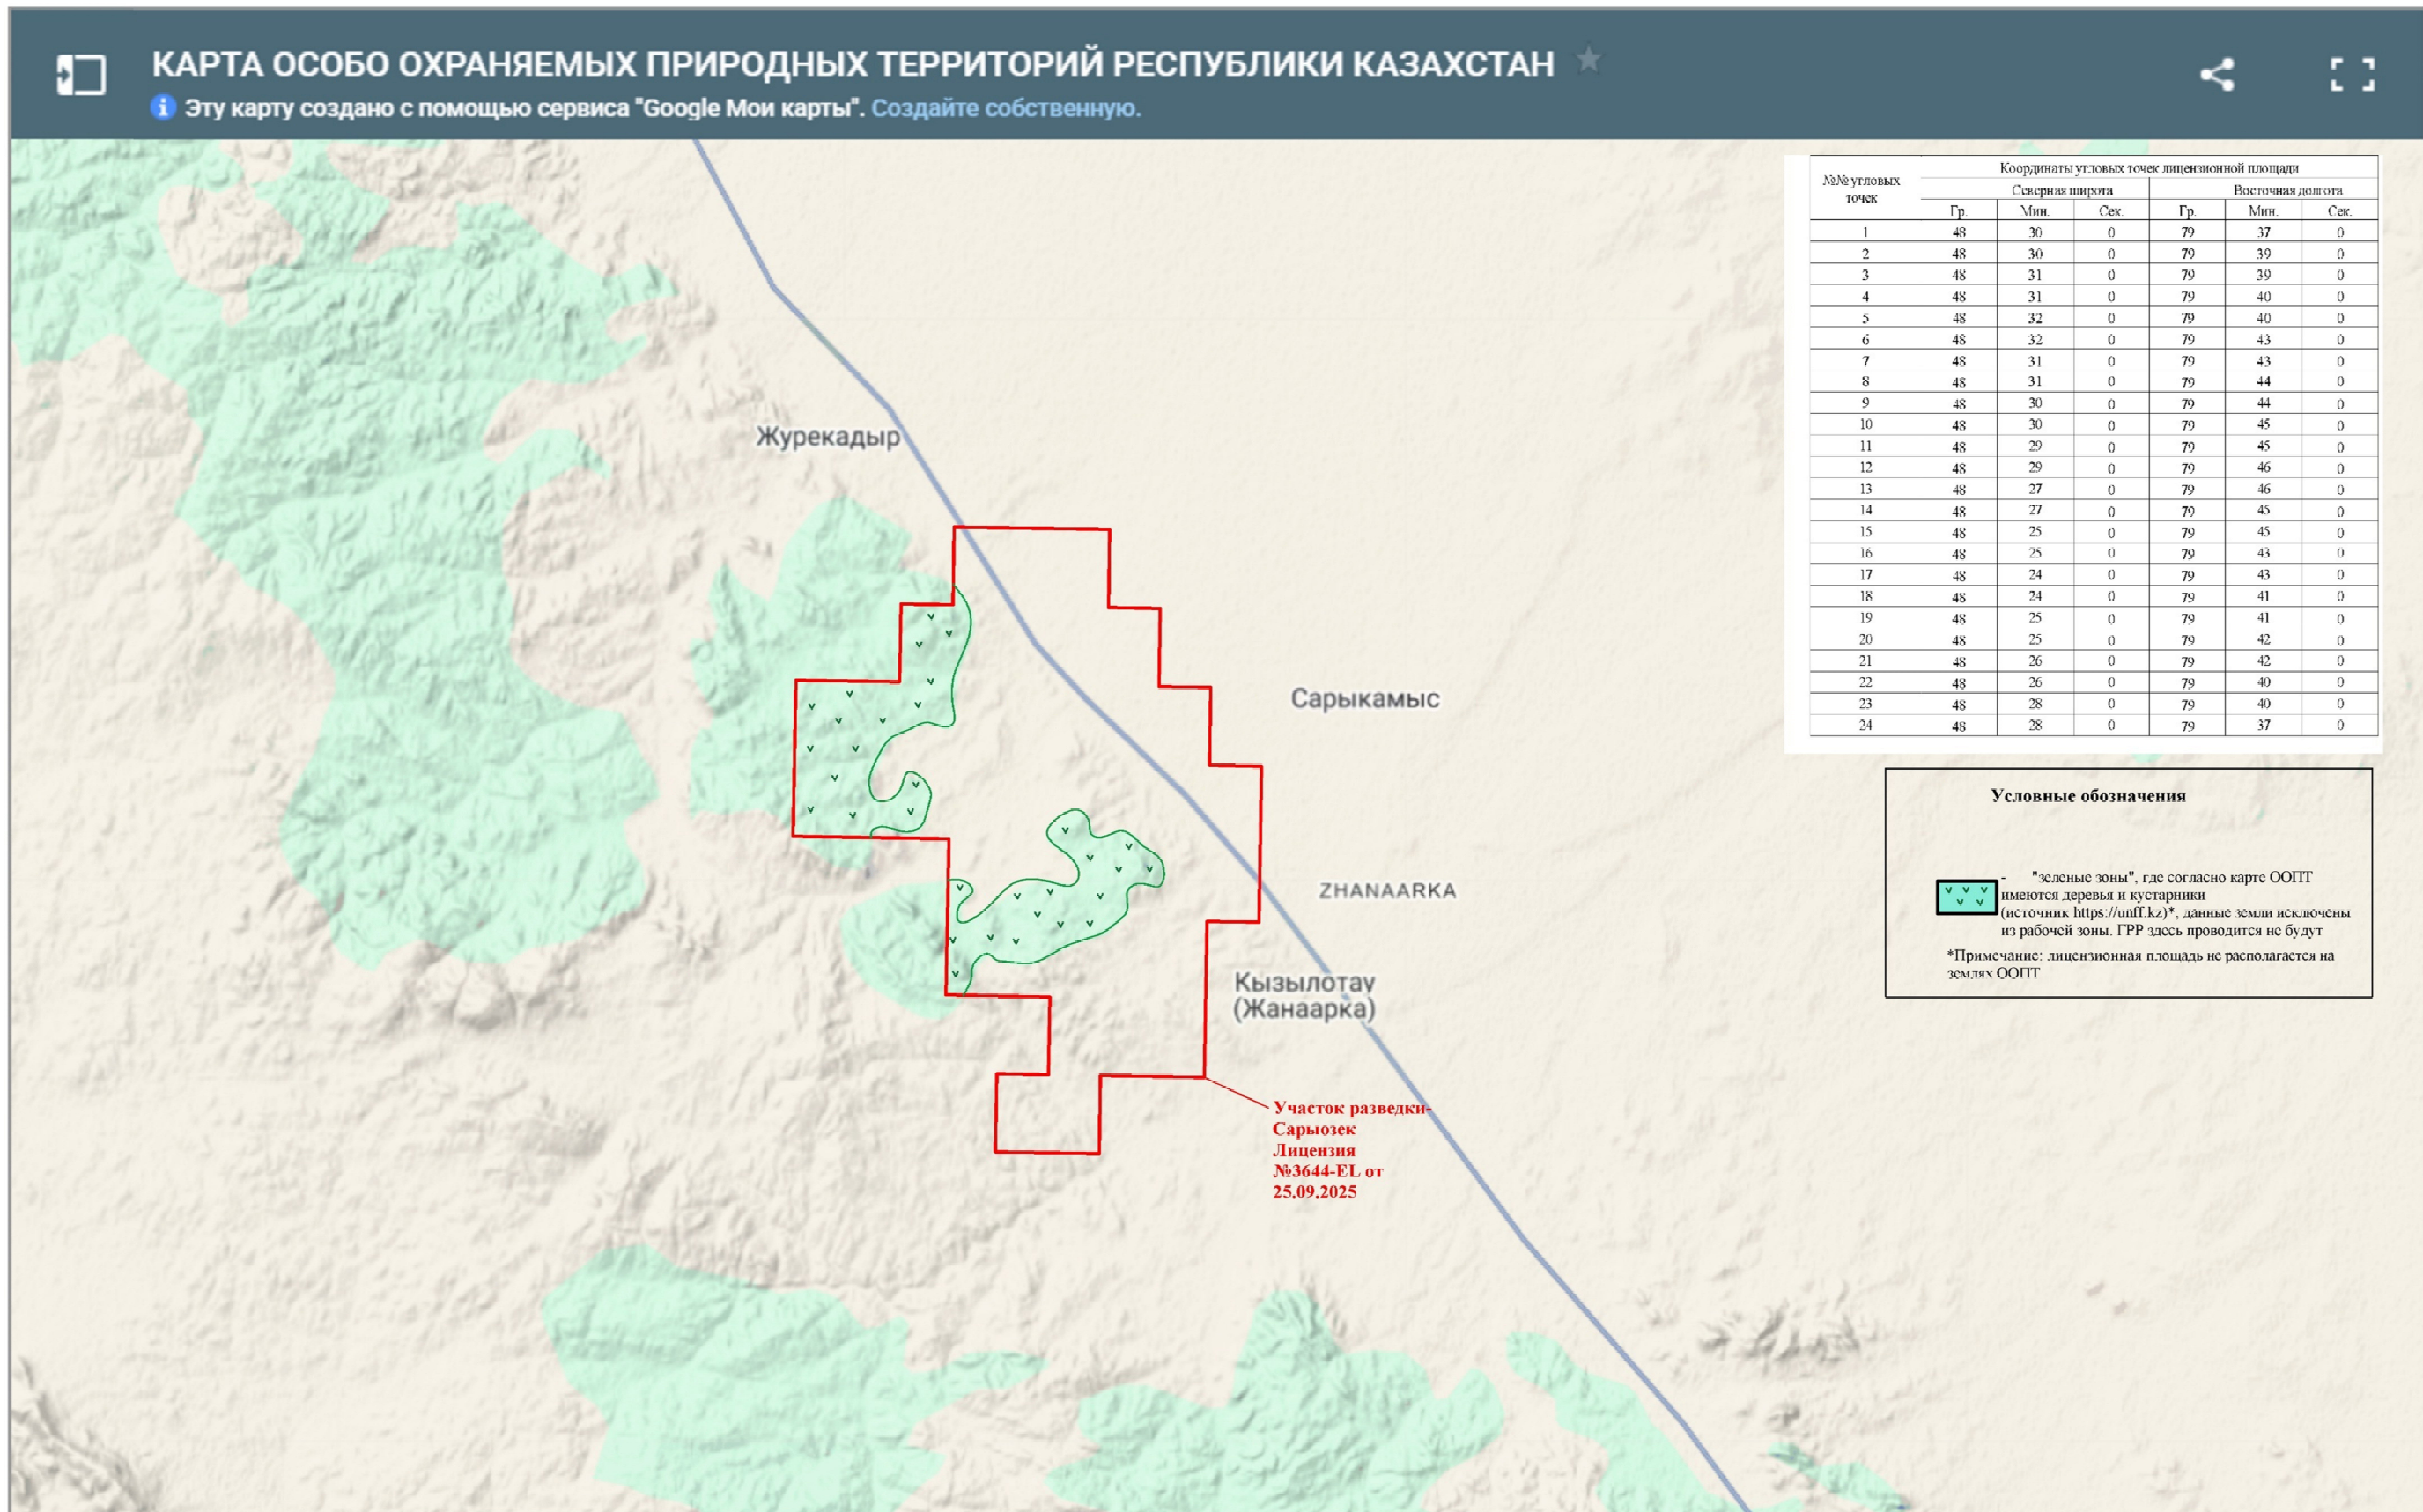 КАРТА ОСОБО ОХРАНЯЕМЫХ ПРИРОДНЫХ ТЕРРИТОРИЙ РЕСПУБЛИКИ КАЗАХСТАН
Эту карту создано с помощью сервиса "Google Мои карты". Создайте собственную.
№№ угловых точек Координаты угловых точек лицензионной площади
Северная широта Восточная долгота
Гр. Мин. Сек. Гр. Мин. Сек.
1 48 30 0 79 37 0
2 48 30 0 79 39 0
3 48 31 0 79 39 0
4 48 31 0 79 40 0
5 48 32 0 79 40 0
6 48 32 0 79 43 0
7 48 31 0 79 43 0
8 48 31 0 79 44 0
9 48 30 0 79 44 0
10 48 30 0 79 45 0
11 48 29 0 79 45 0
12 48 29 0 79 46 0
13 48 27 0 79 46 0
14 48 27 0 79 45 0
15 48 25 0 79 45 0
16 48 25 0 79 43 0
17 48 24 0 79 43 0
18 48 24 0 79 41 0
19 48 25 0 79 41 0
20 48 25 0 79 42 0
21 48 26 0 79 42 0
22 48 26 0 79 40 0
23 48 28 0 79 40 0
24 48 28 0 79 37 0
Журекадыр
Сарыкамыс
ZHANAARKA
Кызылотау
(Жанаарка)
Участок разведки-
Сарыозек
Лицензия
№3644-EL от
25.09.2025
Условные обозначения
- "зеленые зоны", где согласно карте ООПТ
имеются деревья и кустарники
(источник https://unff.kz)*, данные земли исключены
из рабочей зоны. ГРР здесь проводится не будут
*Примечание: лицензионная площадь не располагается на
землях ООПТ